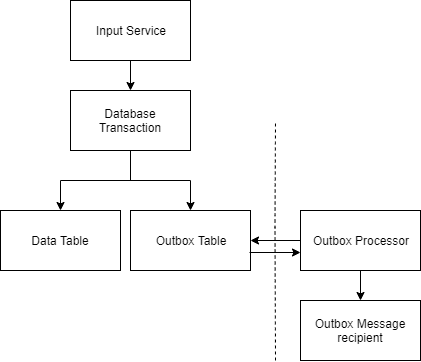 Input Service
Database
Transaction
Data Table
Outbox Table
Outbox Processor
Outbox Message
recipient